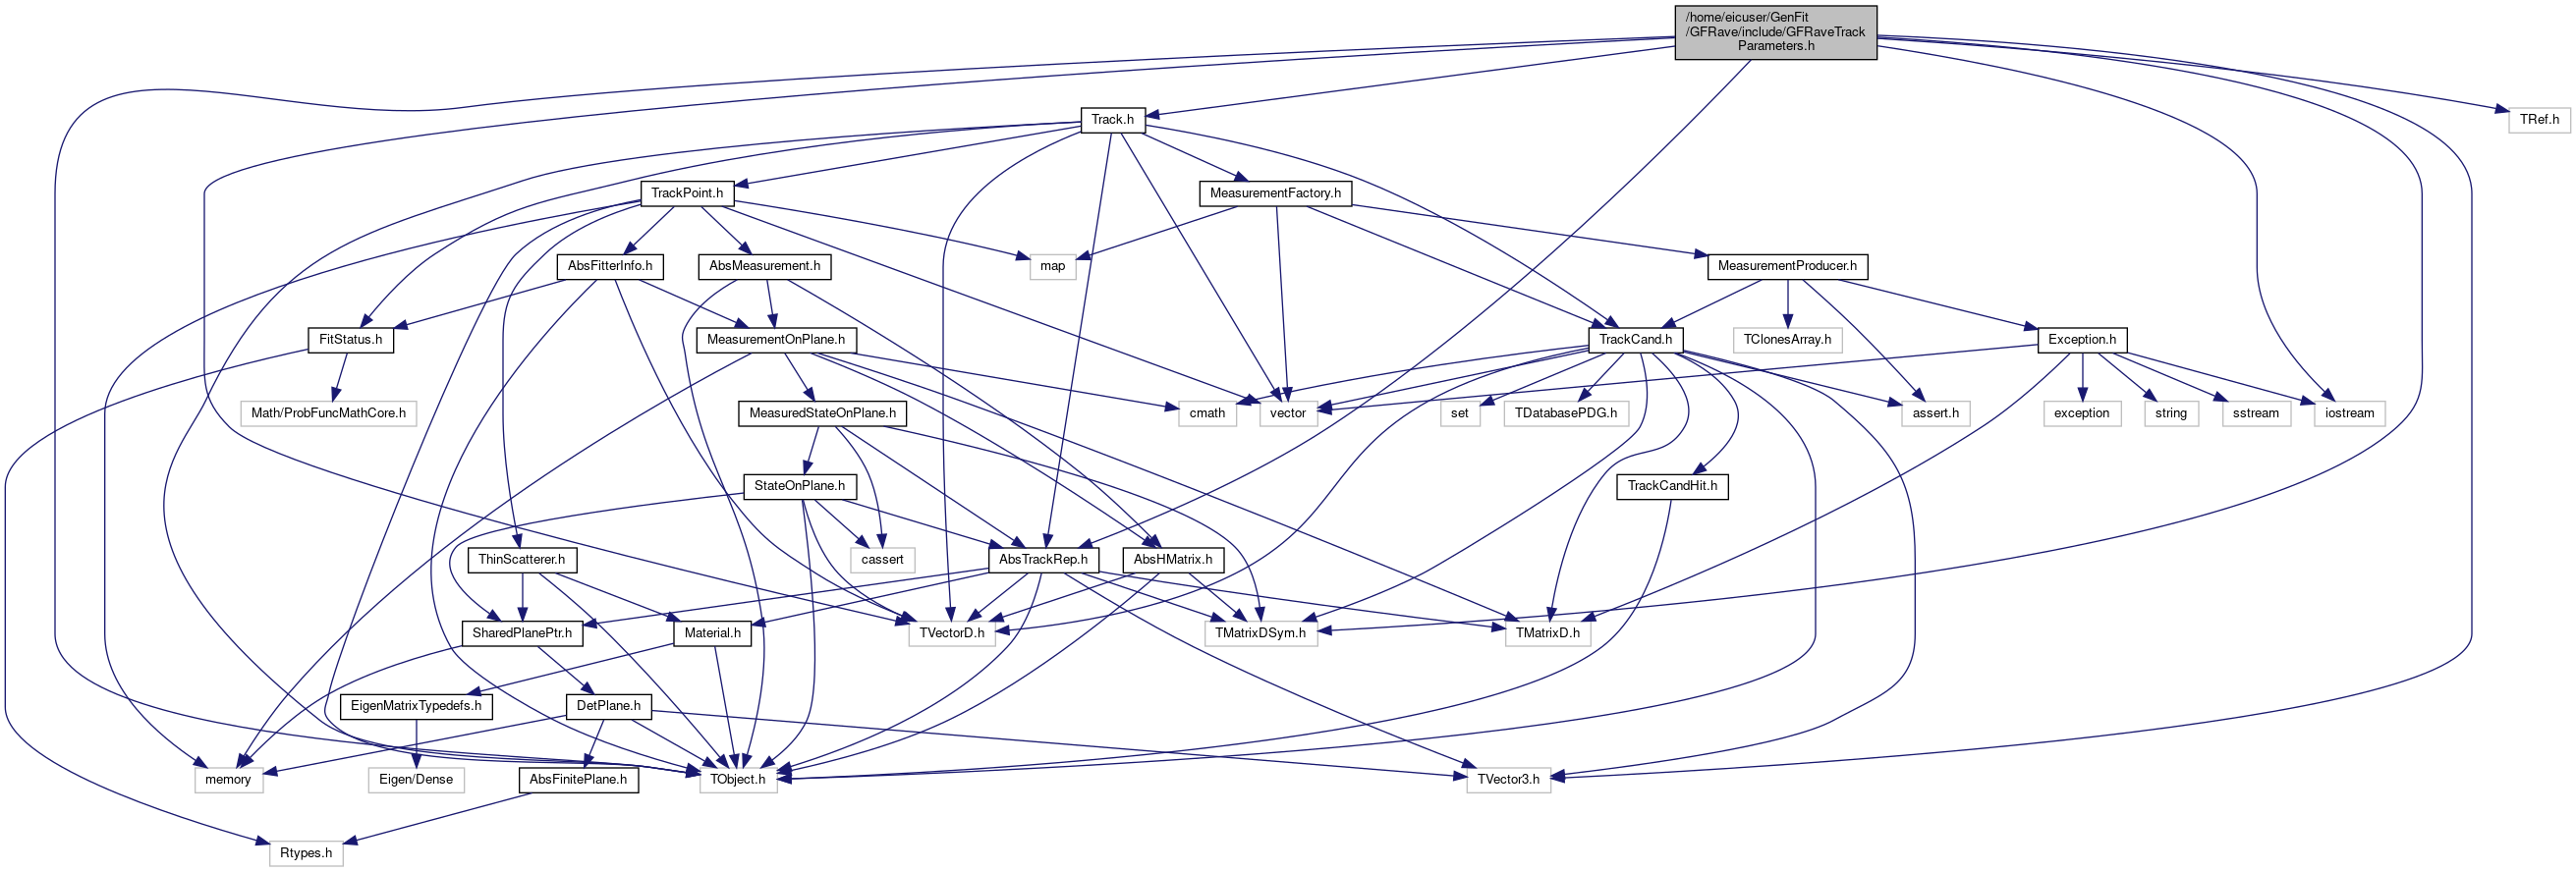 /home/eicuser/GenFit
/GFRave/include/GFRaveTrack
Parameters.h
Track.h
TRef.h
TrackPoint.h
MeasurementFactory.h
AbsFitterInfo.h
AbsMeasurement.h
map
MeasurementProducer.h
FitStatus.h
MeasurementOnPlane.h
TrackCand.h
TClonesArray.h
Exception.h
Math/ProbFuncMathCore.h
MeasuredStateOnPlane.h
cmath
vector
set
TDatabasePDG.h
assert.h
exception
string
sstream
iostream
StateOnPlane.h
TrackCandHit.h
ThinScatterer.h
cassert
AbsTrackRep.h
AbsHMatrix.h
SharedPlanePtr.h
Material.h
TVectorD.h
TMatrixDSym.h
TMatrixD.h
EigenMatrixTypedefs.h
DetPlane.h
memory
Eigen/Dense
AbsFinitePlane.h
TObject.h
TVector3.h
Rtypes.h